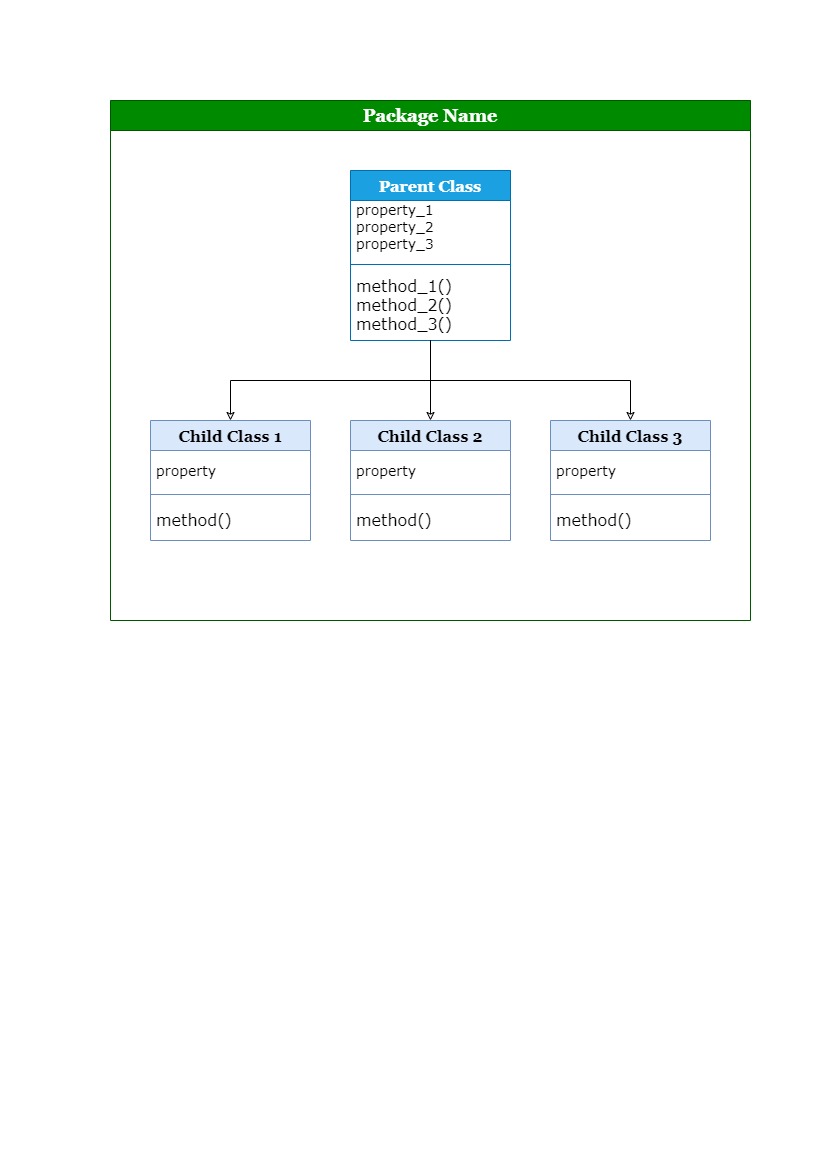 Package Name
Parent Class
property_1
property_2
property_3
method_1()
method_2()
method_3()
Child Class 1
property
method()
Child Class 2
property
method()
Child Class 3
property
method()